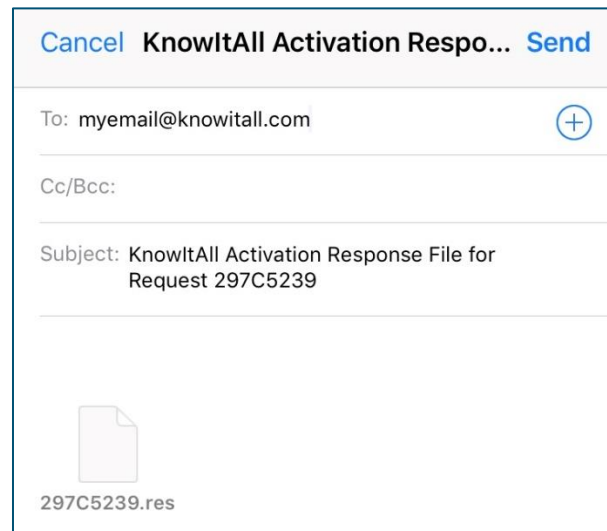 Cancel KnowItAll Activation Respo... Send
To: myemail@knowitall.com
Cc/Bcc:
Subject: KnowItAll Activation Response File for
Request 297C5239
297C5239.res